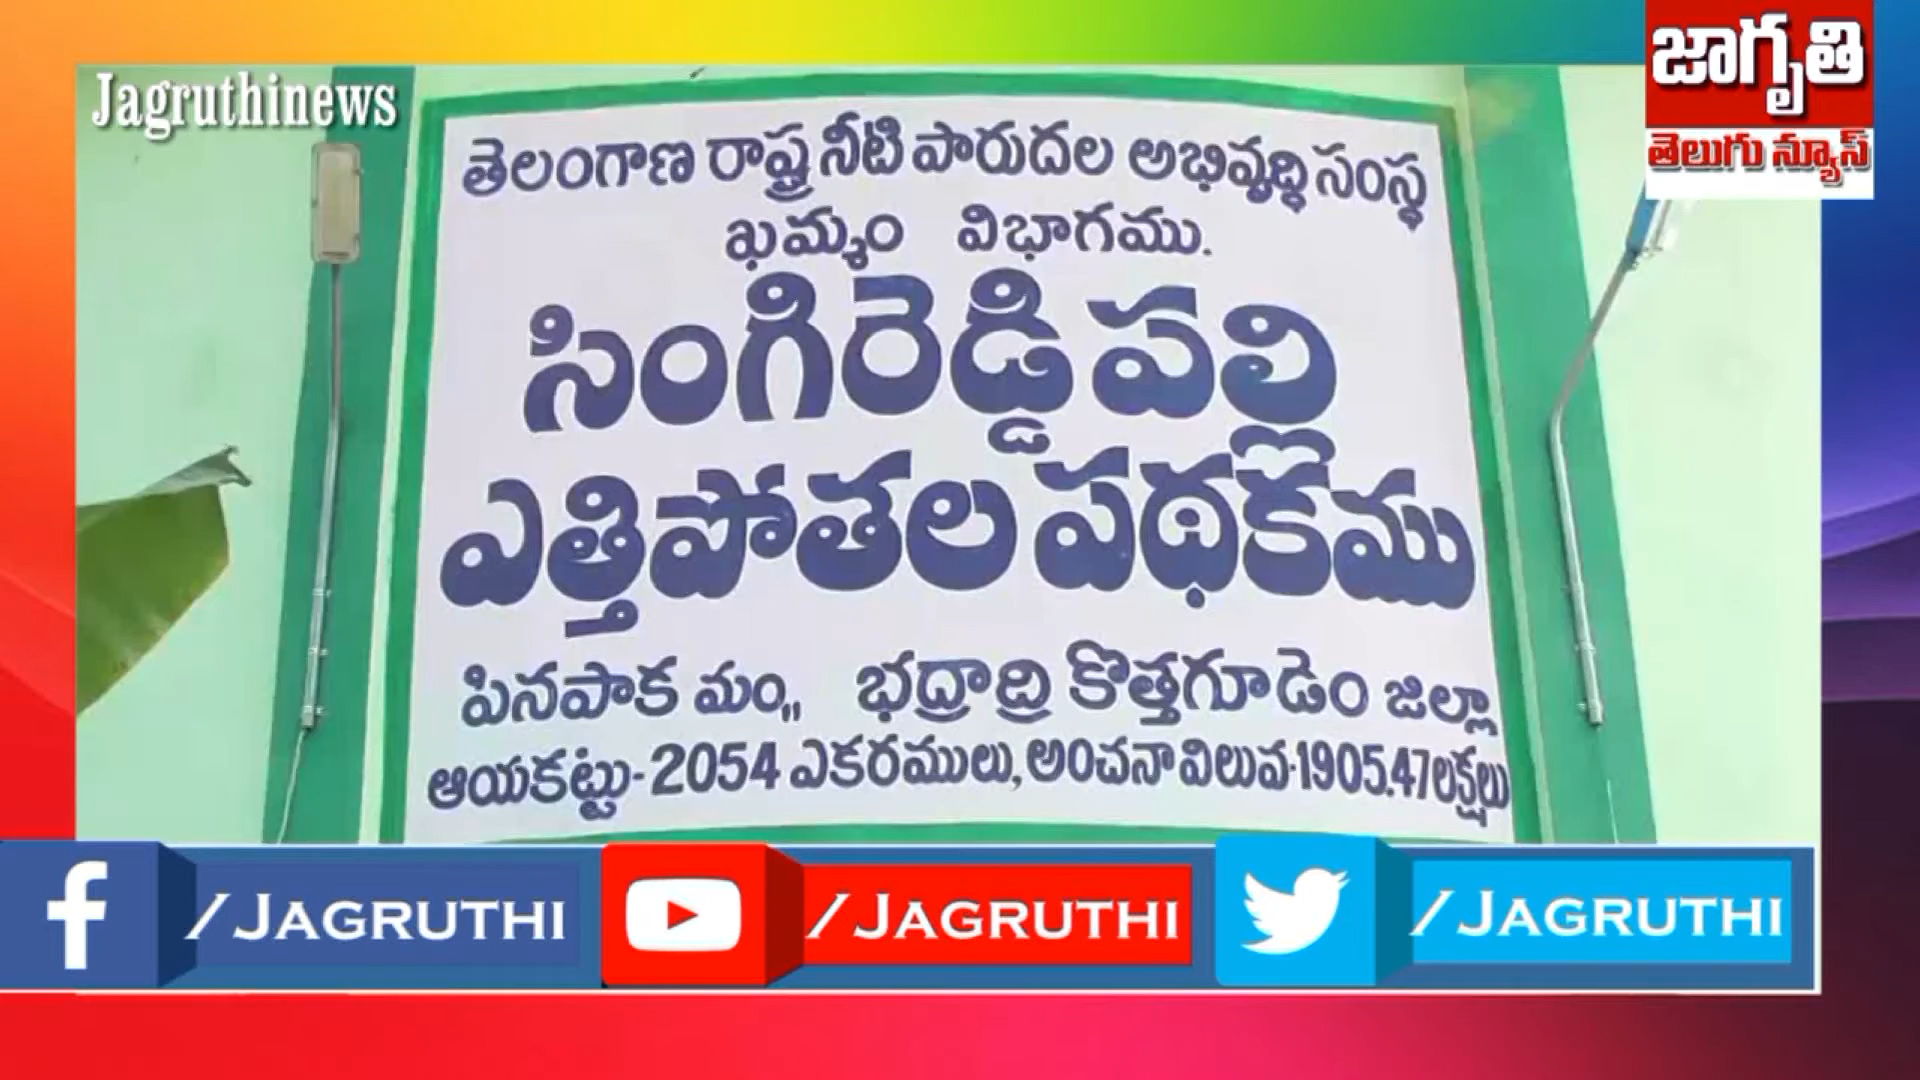 Jagruthinews
జాగృతి
తెలుగు న్యూస్
తెలంగాణ రాష్ట్ర నీటి పారుదల అభివృద్ధి సంస్థ
ఖమ్మం విభాగము.
సింగిరెడ్డిపల్లి
ఎత్తిపోతల పథకము
పినపాక మం,, భద్రాద్రి కొత్తగూడెం జిల్లా
ఆయకట్టు-2054 ఎకరములు, అంచనా విలువ-1905.47లక్షలు
/JAGRUTHI
/JAGRUTHI
/JAGRUTHI